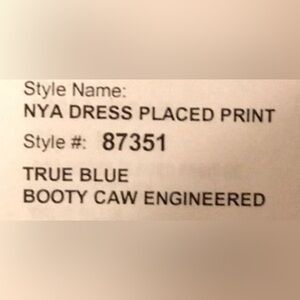 Style Name:
NYA DRESS PLACED PRINT
Style #: 87351
TRUE BLUE
BOOTY CAW ENGINEERED